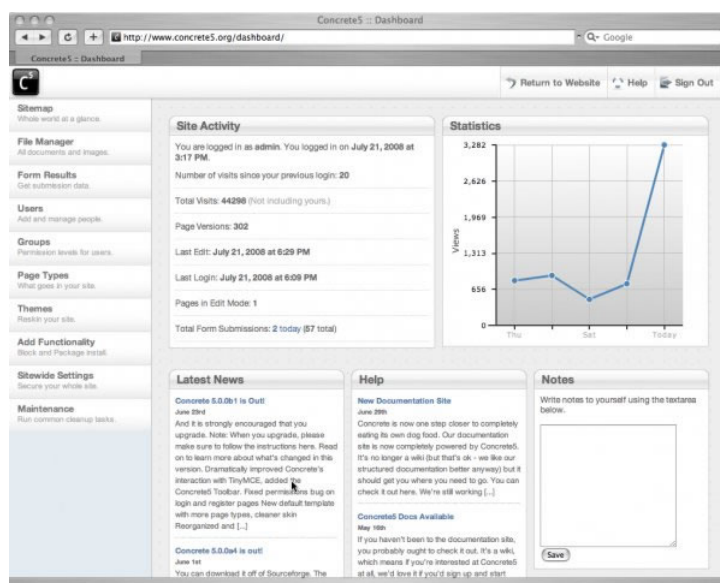 Concrete5 :: Dashboard
http://www.concrete5.org/dashboard/
Google
Concrete5 :: Dashboard
C5
Return to Website
Help
Sign Out
Sitemap
Whole world at a glance.
File Manager
All documents and images.
Form Results
Get submission data.
Users
Add and manage people.
Groups
Permission levels for users.
Page Types
What goes in your site.
Themes
Reskin your site.
Add Functionality
Block and Package install.
Sitewide Settings
Secure your whole site.
Maintenance
Run common cleanup tasks.
Site Activity
You are logged in as admin. You logged in on July 21, 2008 at
3:17 PM.
Number of visits since your previous login: 20
Total Visits: 44298 (Not including yours.)
Page Versions: 302
Last Edit: July 21, 2008 at 6:29 PM
Last Login: July 21, 2008 at 6:09 PM
Pages in Edit Mode: 1
Total Form Submissions: 2 today (57 total)
Statistics
3,282
2,626
1,969
1,313
656
0
Views
Thu
Sat
Today
Latest News
Concrete 5.0.0b1 is Out!
June 23rd
And it is strongly encouraged that you
upgrade. Note: When you upgrade, please
make sure to follow the instructions here. Read
on to learn more about what's changed in this
version. Dramatically improved Concrete's
interaction with TinyMCE, added the
Concrete5 Toolbar. Fixed permissions bug on
login and register pages New default template
with more page types, cleaner skin
Reorganized and [...]
Concrete 5.0.0a4 is out!
June 1st
You can download it off of Sourceforge. The
Help
New Documentation Site
June 29th
Concrete is now one step closer to completely
eating its own dog food. Our documentation
site is now completely powered by Concrete5.
It's no longer a wiki (but that's ok - we like our
structured documentation better anyway) but it
should get you where you need to go. You can
check it out here. We're still working [...]
Concrete5 Docs Available
May 16th
If you haven't been to the documentation site,
you probably ought to check it out. It's a wiki,
which means if you're interested at Concrete5
at all, we'd love it if you'd sign up and start
Notes
Write notes to yourself using the textarea
below.
Save